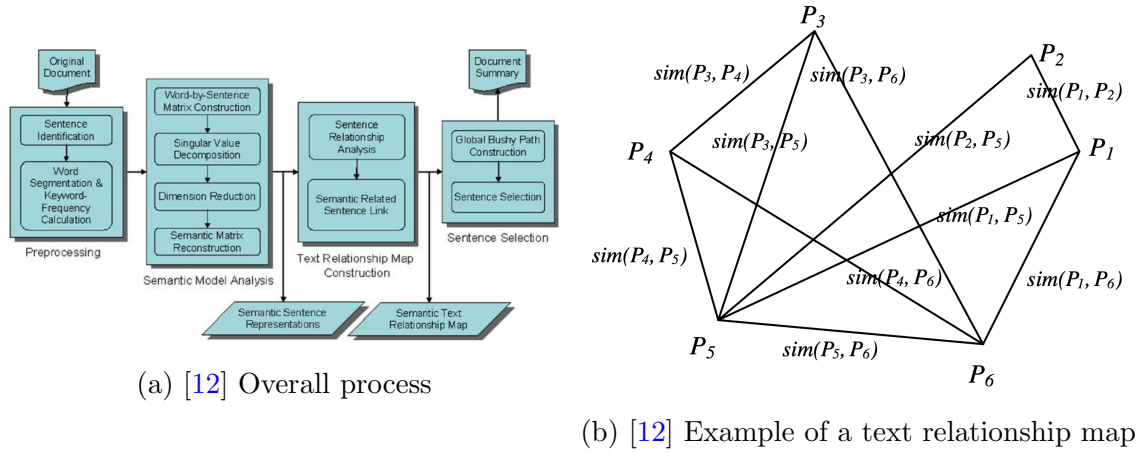 Original
Document
Sentence
Identification
Word
Segmentation &
Keyword-
Frequency
Calculation
Preprocessing
Word-by-Sentence
Matrix Construction
Singular Value
Decomposition
Dimension Reduction
Semantic Matrix
Reconstruction
Semantic Model Analysis
Sentence
Relationship
Analysis
Semantic Related
Sentence Link
Text Relationship Map
Construction
Document
Summary
Global Bushy Path
Construction
Sentence Selection
Sentence Selection
Semantic Sentence
Representations
Semantic Text
Relationship Map
(a) [12] Overall process
P3
P2
sim(P3, P4)
sim(P3, P6)
sim(P1, P2)
P4
sim(P3, P5)
sim(P2, P5)
P1
sim(P1, P5)
sim(P4, P5)
sim(P4, P6)
sim(P1, P6)
P5
sim(P5, P6)
P6
(b) [12] Example of a text relationship map